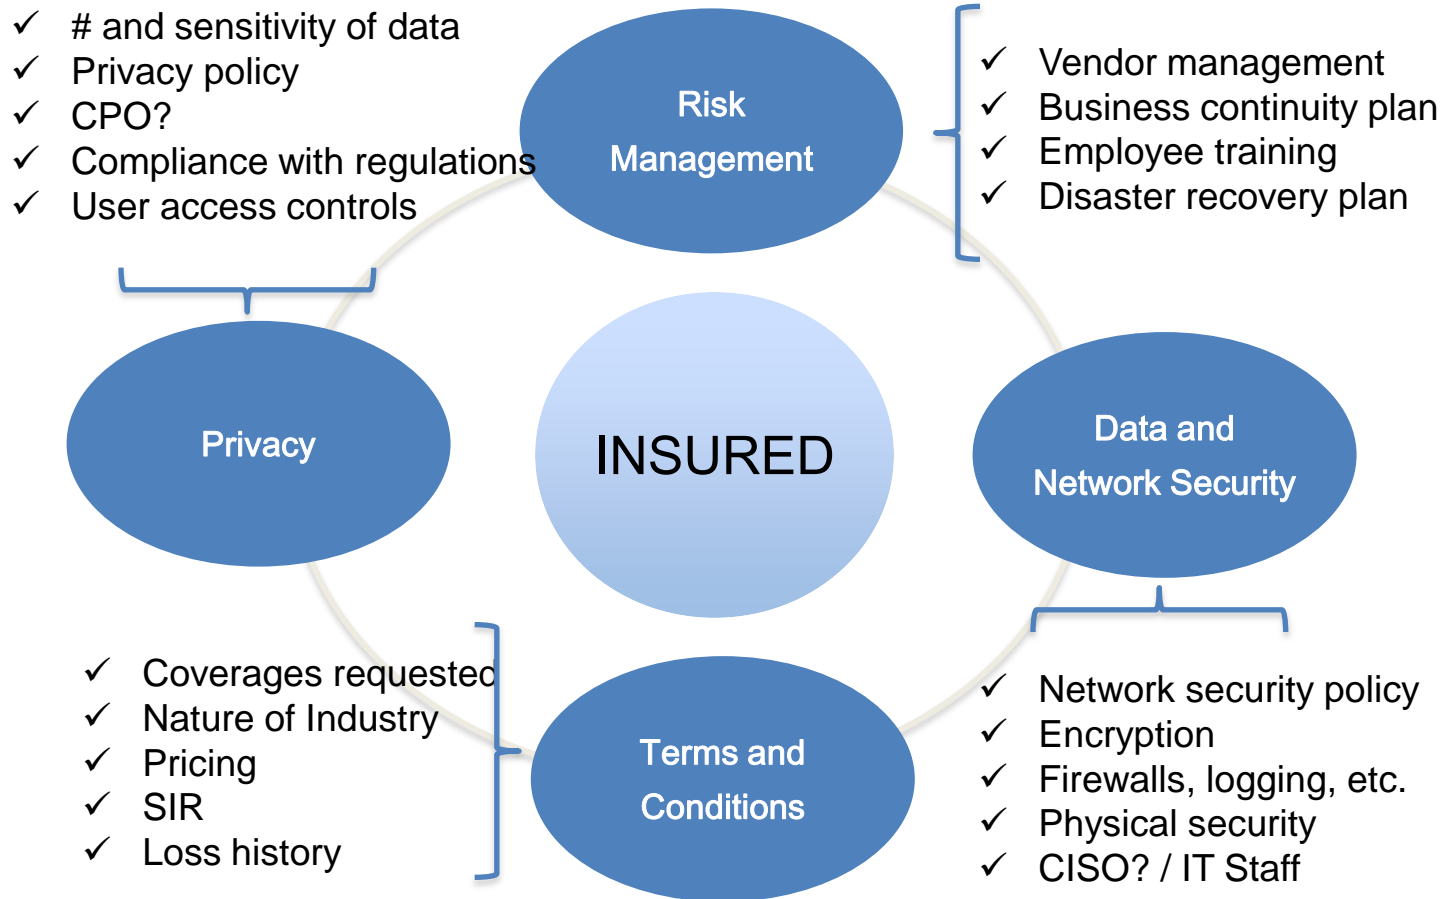 # and sensitivity of data
Privacy policy
CPO?
Compliance with regulations
User access controls
Risk
Management
Vendor management
Business continuity plan
Employee training
Disaster recovery plan
Privacy
INSURED
Data and
Network Security
Coverages requested
Nature of Industry
Pricing
SIR
Loss history
Terms and
Conditions
Network security policy
Encryption
Firewalls, logging, etc.
Physical security
CISO? / IT Staff